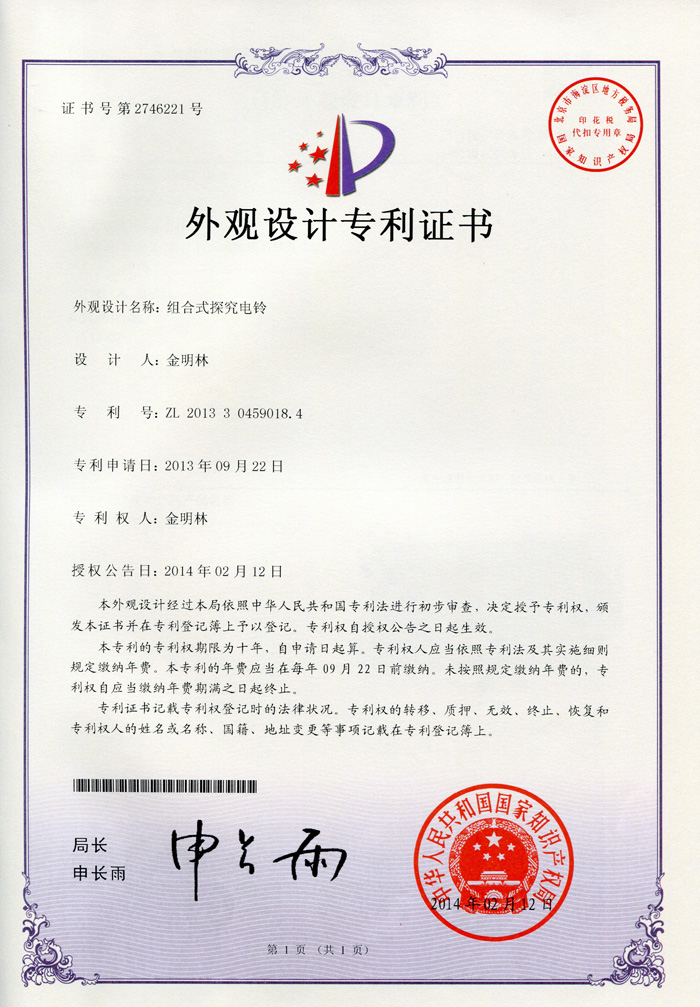 证书号第2746221号
北京市海淀区地方税务局
印花税
代扣专用章
国家知识产权局
外观设计专利证书
外观设计名称：组合式探究电铃
设 计 人：金明林
专 利 号：ZL 2013 3 0459018.4
专利申请日：2013年09月22日
专 利 权 人：金明林
授权公告日：2014年02月12日
本外观设计经过本局依照中华人民共和国专利法进行初步审查，决定授予专利权，颁
发本证书并在专利登记簿上予以登记。专利权自授权公告之日起生效。
本专利的专利权期限为十年，自申请日起算。专利权人应当依照专利法及其实施细则
规定缴纳年费。本专利的年费应当在每年09月22日前缴纳。未按照规定缴纳年费的，专
利权自应当缴纳年费期满之日起终止。
专利证书记载专利权登记时的法律状况。专利权的转移、质押、无效、终止、恢复和
专利权人的姓名或名称、国籍、地址变更等事项记载在专利登记簿上。
局长
申长雨
申长雨
中华人民共和国国家知识产权局
2014年02月12日
第1页（共1页）